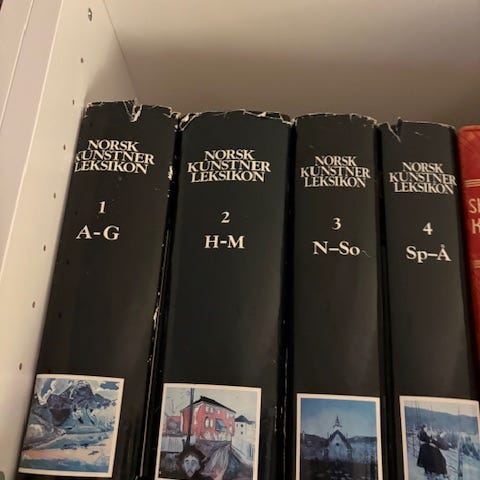 NORSK
KUNSTNER
LEKSIKON
1
A-G
NORSK
KUNSTNER
LEKSIKON
2
H-M
NORSK
KUNSTNER
LEKSIKON
3
N-So
NORSK
KUNSTNER
LEKSIKON
4
Sp-Å